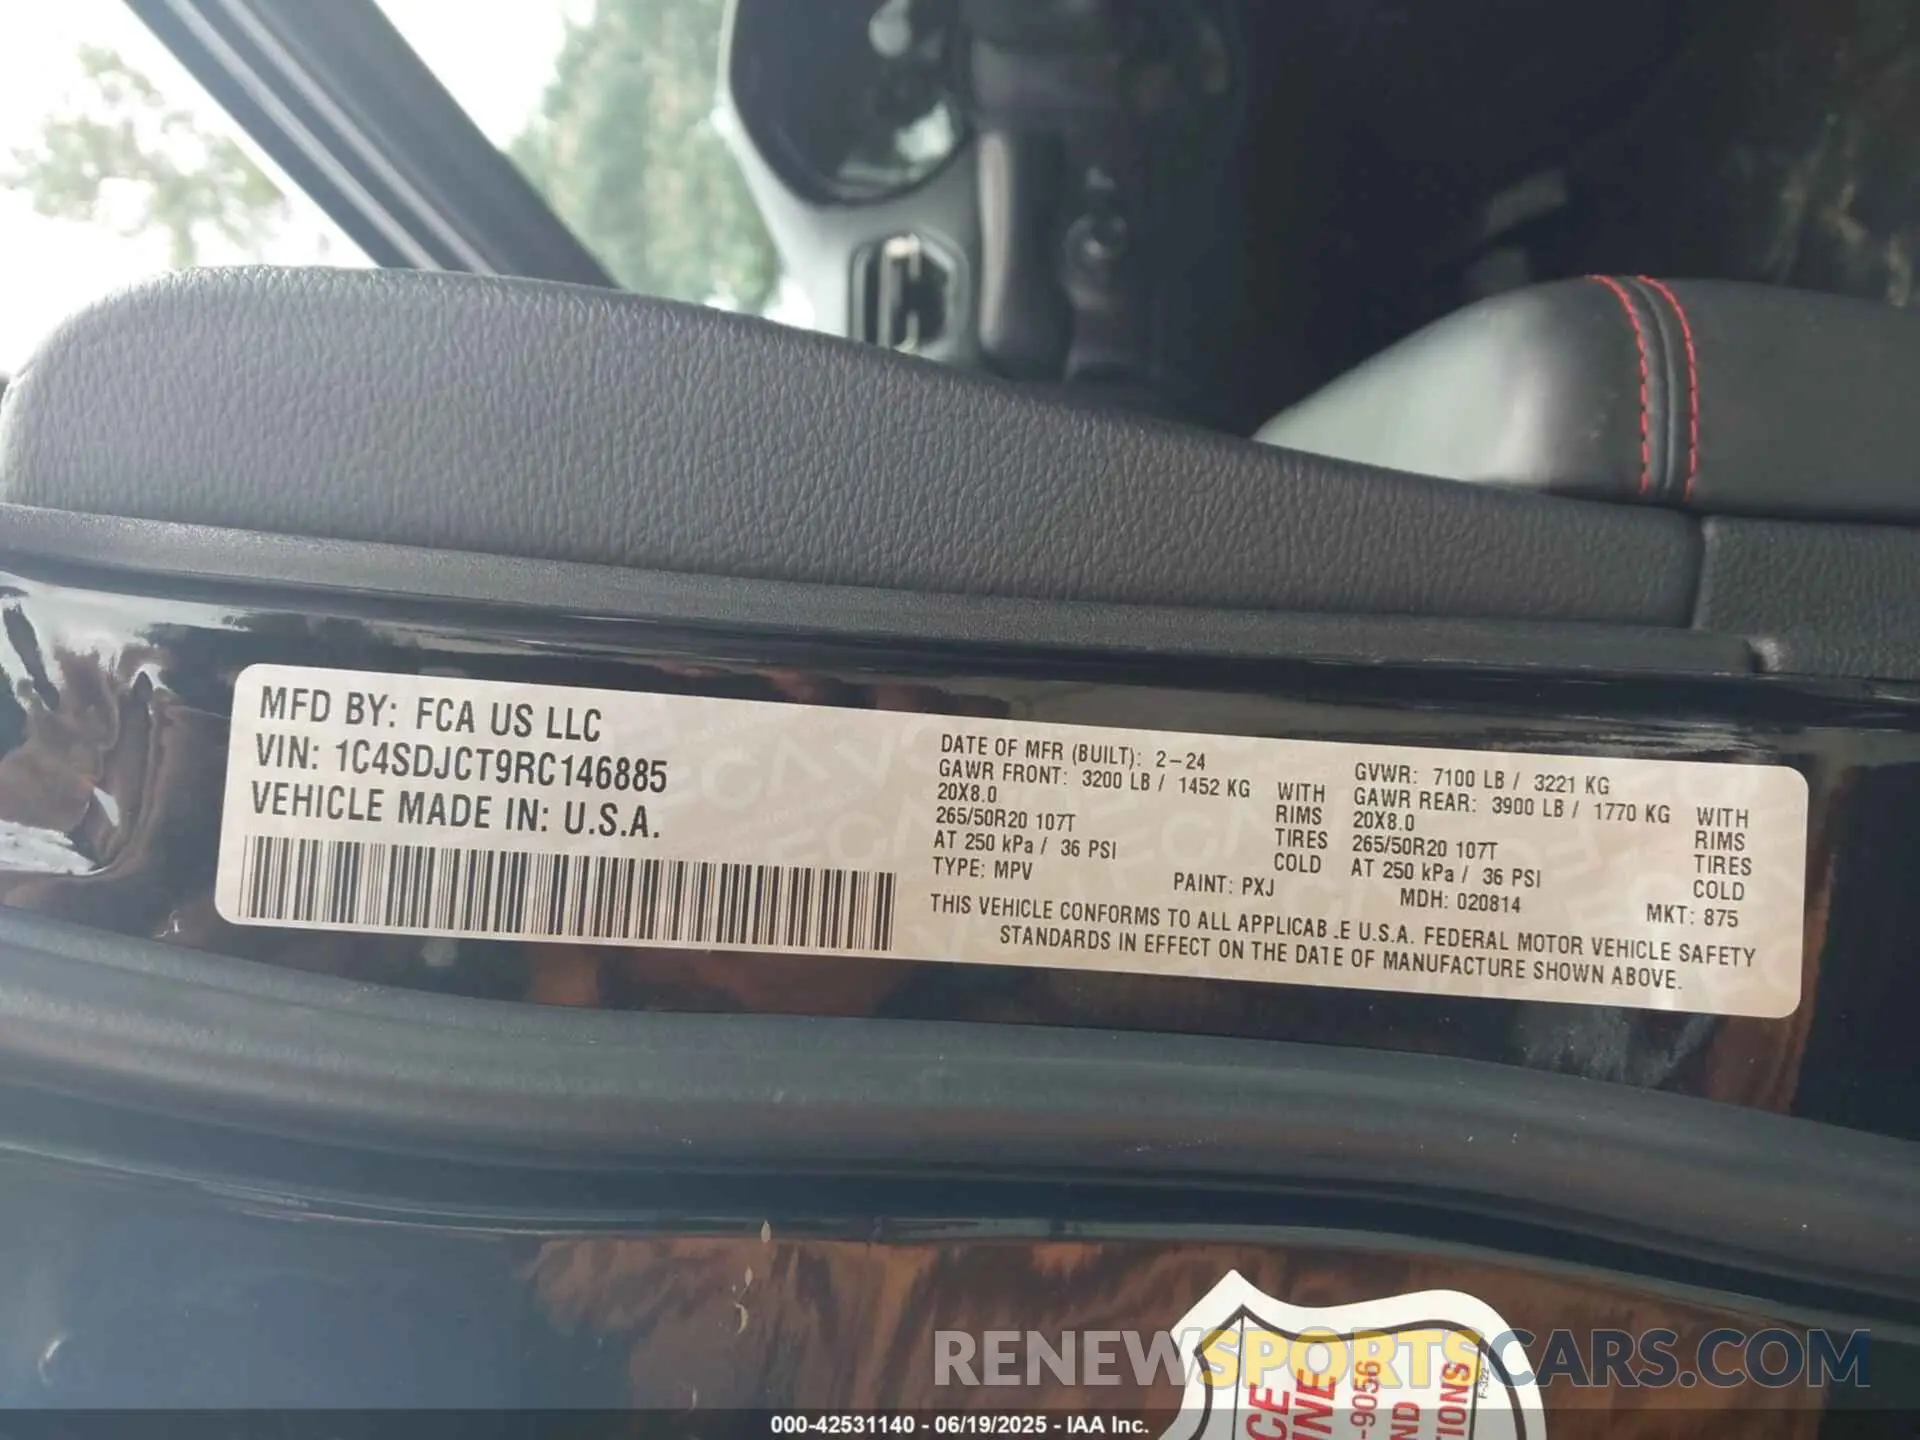 MFD BY: FCA US LLC
VIN: 1C4SDJCT9RC146885
VEHICLE MADE IN: U.S.A.
DATE OF MFR (BUILT): 2-24
GAWR FRONT: 3200 LB / 1452 KG WITH
20X8.0 RIMS
265/50R20 107T TIRES
AT 250 kPa / 36 PSI COLD
TYPE: MPV PAINT: PXJ
GVWR: 7100 LB / 3221 KG
GAWR REAR: 3900 LB / 1770 KG WITH
20X8.0 RIMS
265/50R20 107T TIRES
AT 250 kPa / 36 PSI COLD
MDH: 020814 MKT: 875
THIS VEHICLE CONFORMS TO ALL APPLICAB.E U.S.A. FEDERAL MOTOR VEHICLE SAFETY
STANDARDS IN EFFECT ON THE DATE OF MANUFACTURE SHOWN ABOVE.
RENEWSPORTSCARS.COM
-9056
000-42531140 - 06/19/2025 - IAA Inc.